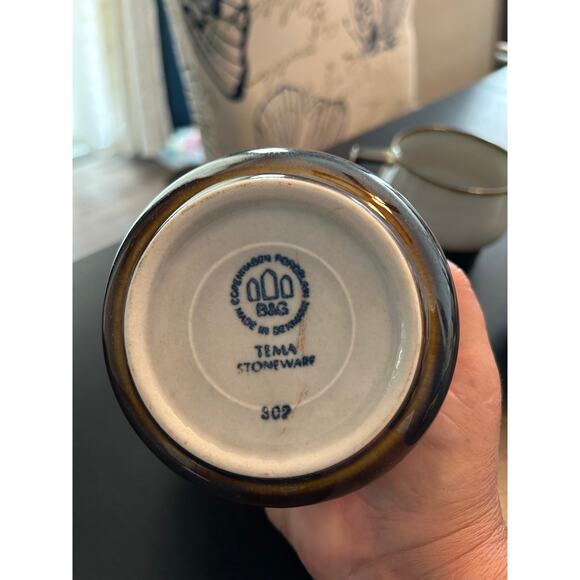 COPENHAGEN PORCELAIN
B&G
MADE IN DENMARK
TEMA
STONEWARE
302